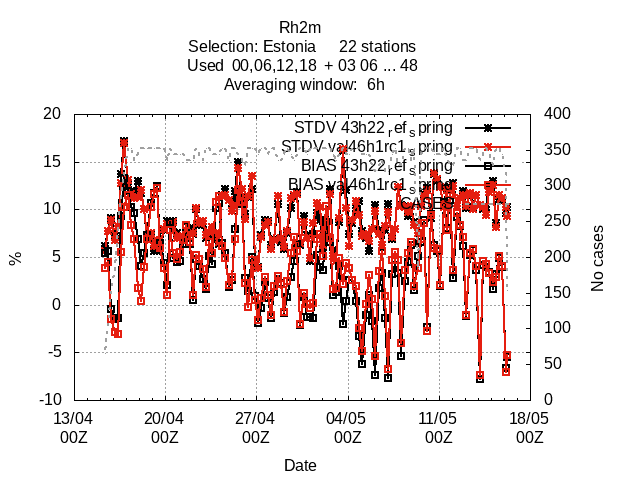 Rh2m
Selection: Estonia 22 stations
Used 00,06,12,18 + 03 06 ... 48
Averaging window: 6h
20 400
STDV 43h22_ref_spring
STDV val46h1rc1_spring
15 350
BIAS 43h22_ref_spring
BIAS val46h1rc1_spring
300
CASES
10 250
5 200
%
No cases
150
0 100
-5 50
-10 0
13/04 20/04 27/04 04/05 11/05 18/05
00Z 00Z 00Z 00Z 00Z 00Z
Date